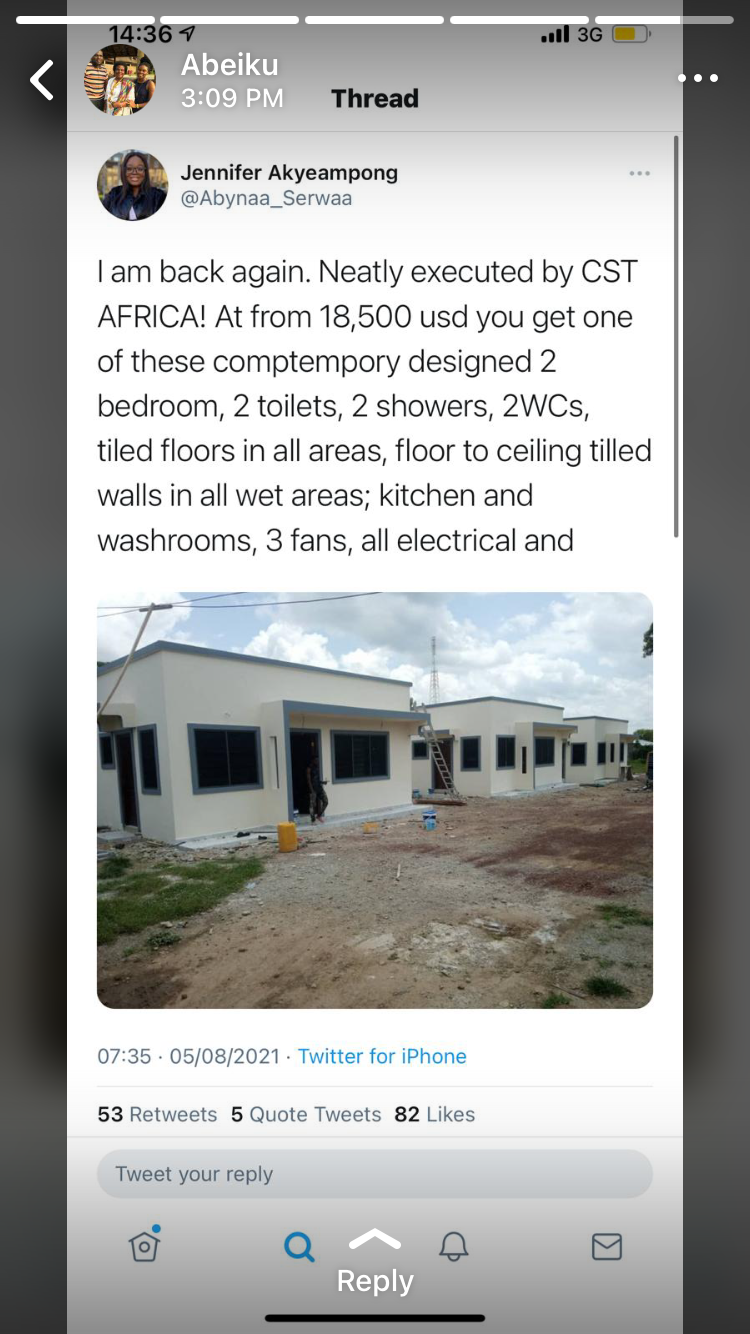 14:36
3G
Abeiku
3:09 PM
Thread
Jennifer Akyeampong
@Abynaa_Serwaa
I am back again. Neatly executed by CST
AFRICA! At from 18,500 usd you get one
of these comptempory designed 2
bedroom, 2 toilets, 2 showers, 2WCs,
tiled floors in all areas, floor to ceiling tilled
walls in all wet areas; kitchen and
washrooms, 3 fans, all electrical and
07:35 · 05/08/2021 · Twitter for iPhone
53 Retweets 5 Quote Tweets 82 Likes
Tweet your reply
Reply